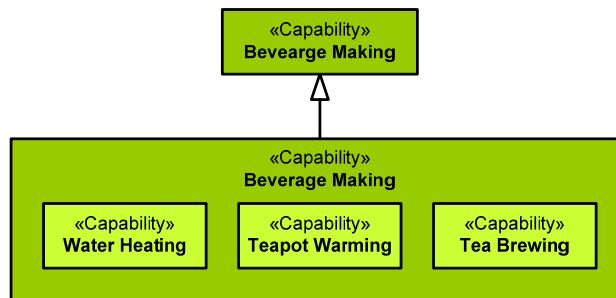 «Capability»
Bevearge Making
«Capability»
Beverage Making
«Capability» «Capability» «Capability»
Water Heating Teapot Warming Tea Brewing